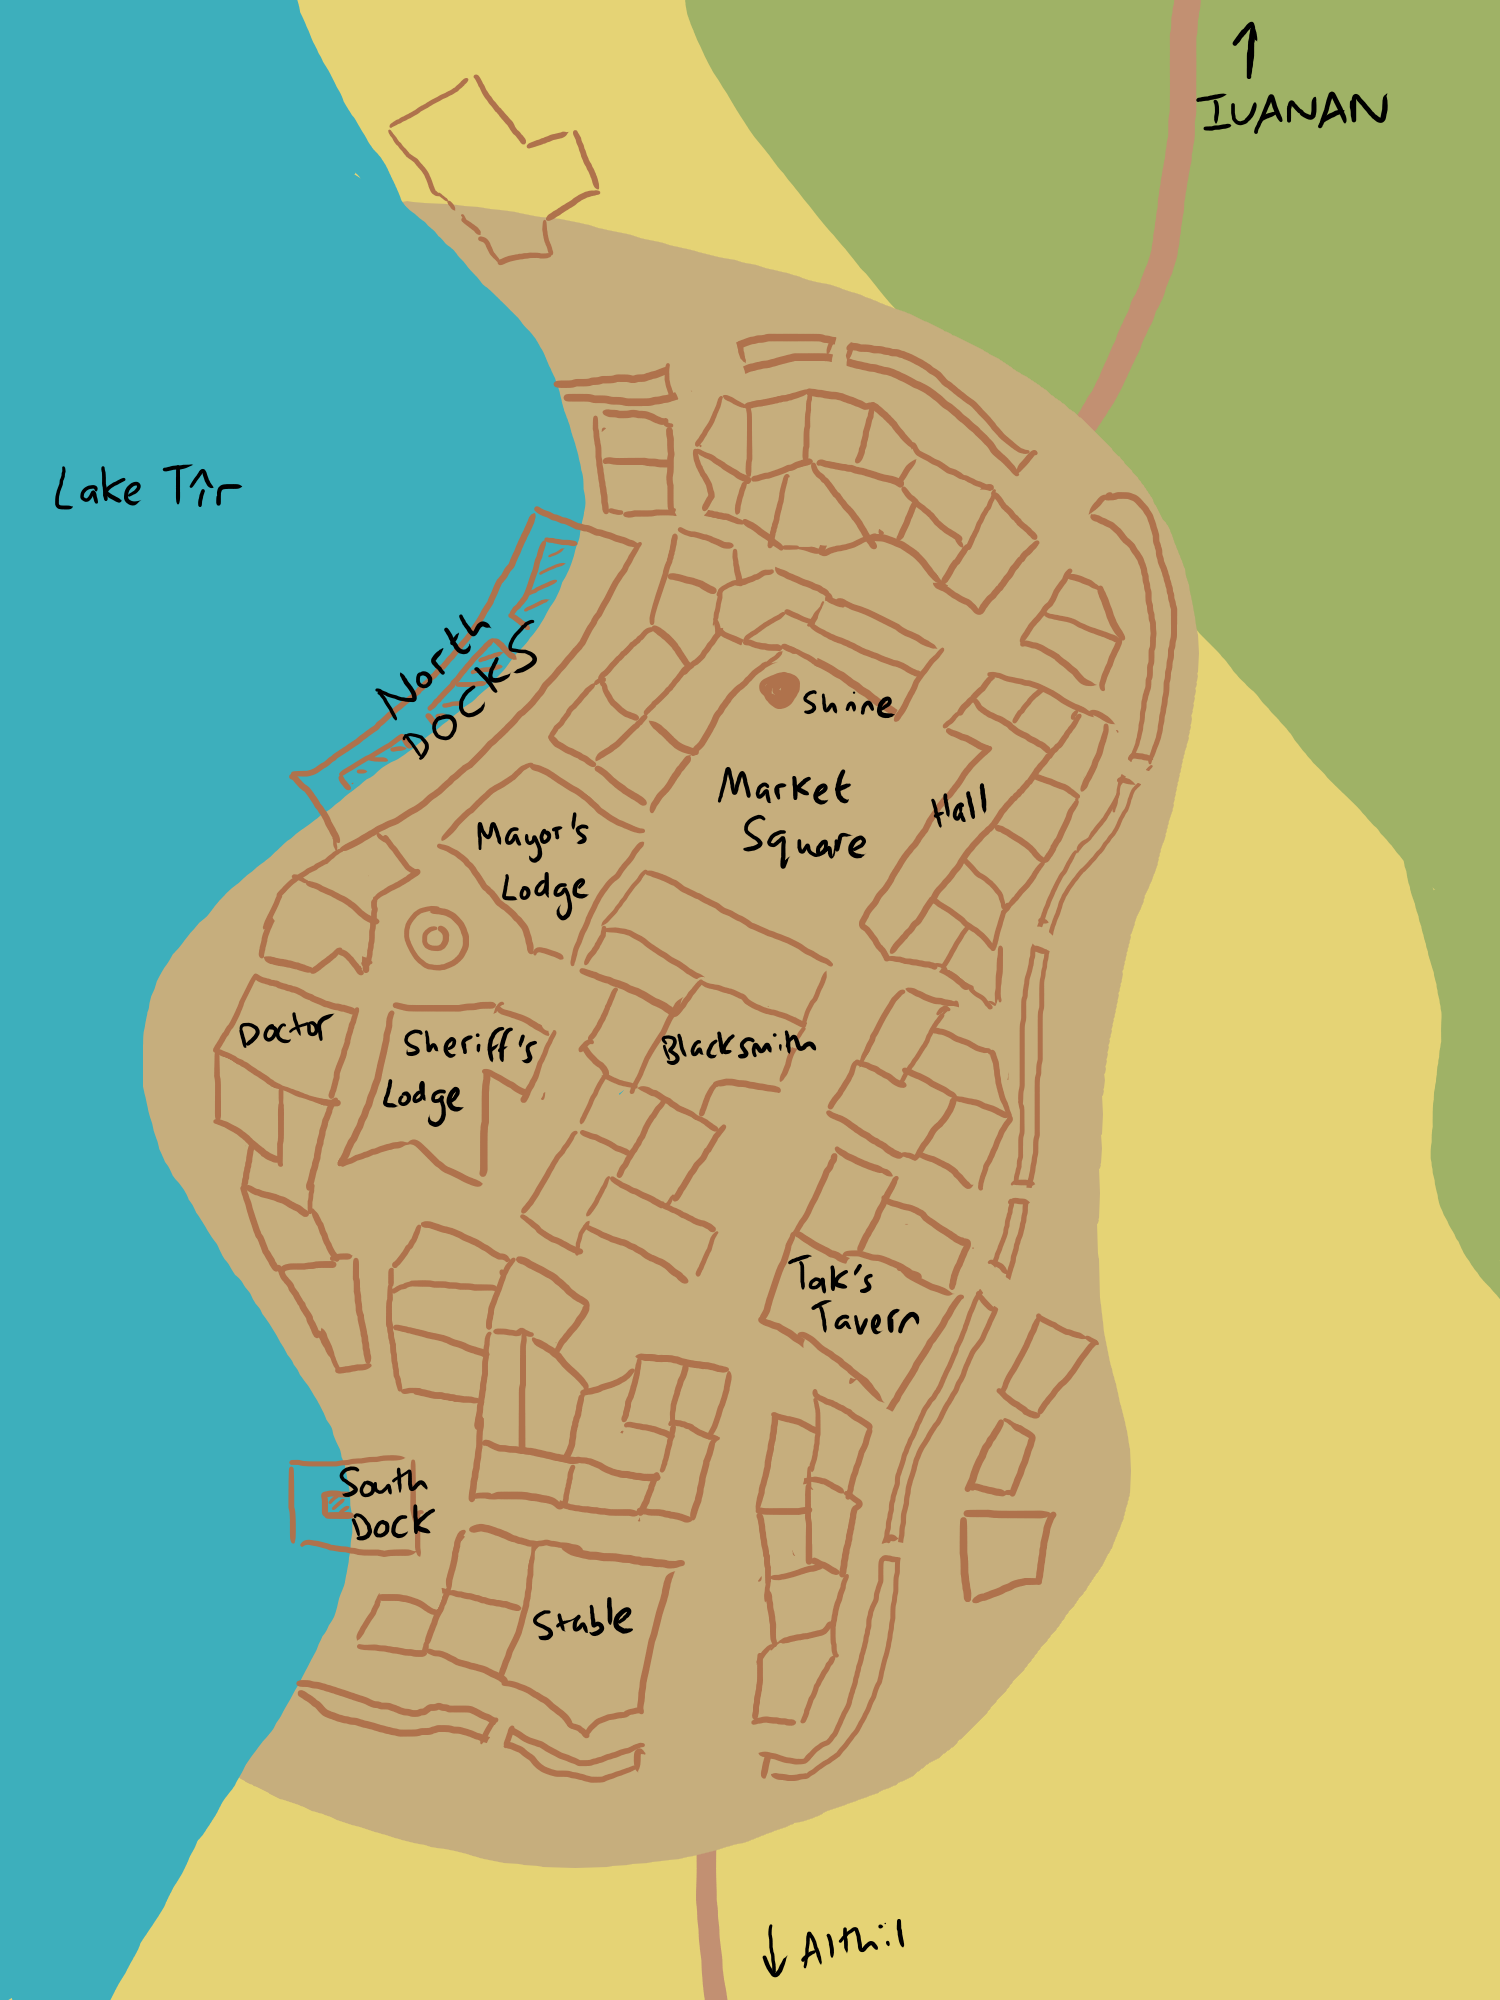 ↑
IVANAN
Lake Tîr
North
DOCKS
Shrine
Market
Square
Hall
Mayor's
Lodge
Doctor
Sheriff's
Lodge
Blacksmith
Tak's
Tavern
South
DOCK
Stable
↓ Althil